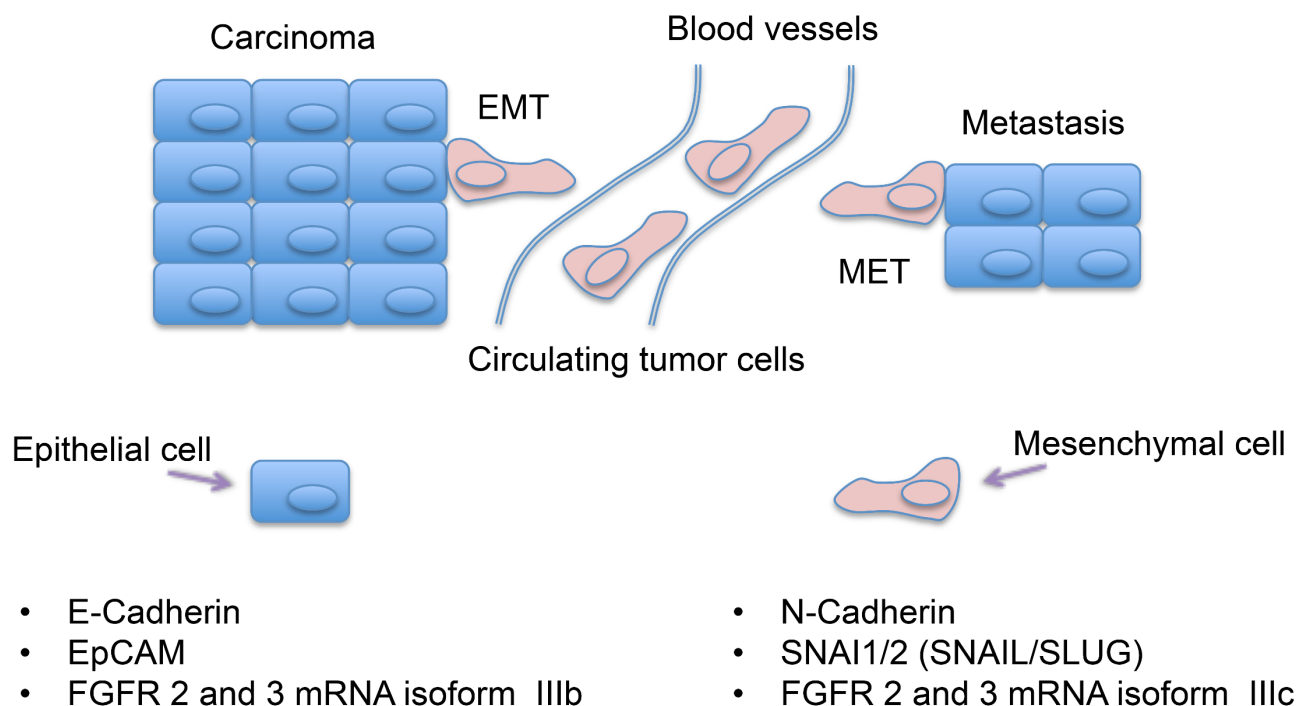 Carcinoma
Blood vessels
EMT
Metastasis
MET
Circulating tumor cells
Epithelial cell
Mesenchymal cell
• E-Cadherin
• EpCAM
• FGFR 2 and 3 mRNA isoform IIIb
• N-Cadherin
• SNAI1/2 (SNAIL/SLUG)
• FGFR 2 and 3 mRNA isoform IIIc